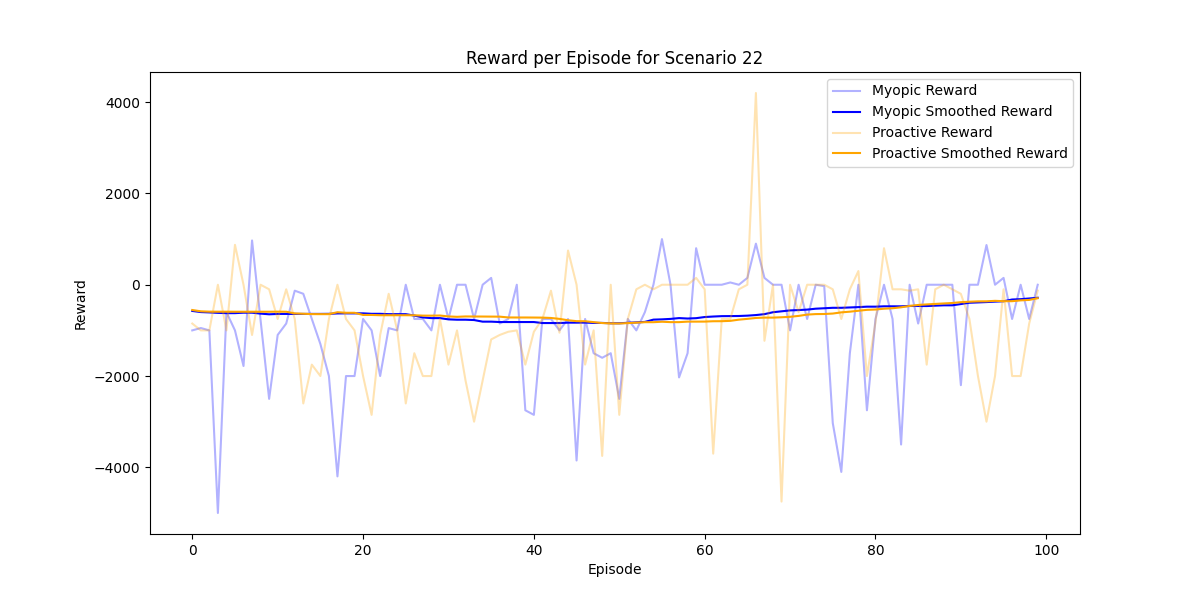 Reward per Episode for Scenario 22
Myopic Reward
Myopic Smoothed Reward
Proactive Reward
Proactive Smoothed Reward
4000
2000
0
−2000
−4000
Reward
0 20 40 60 80 100
Episode